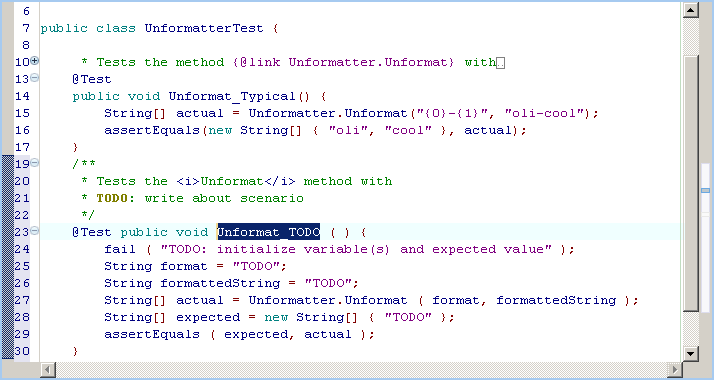 6
7 public class UnformatterTest {
8
10 * Tests the method {@link Unformatter.Unformat} with..
13 @Test
14 public void Unformat_Typical() {
15 String[] actual = Unformatter.Unformat("{0}-{1}", "oli-cool");
16 assertEquals(new String[] { "oli", "cool" }, actual);
17 }
19 /**
20 * Tests the <i>Unformat</i> method with
21 * TODO: write about scenario
22 */
23 @Test public void Unformat_TODO ( ) {
24 fail ( "TODO: initialize variable(s) and expected value" );
25 String format = "TODO";
26 String formattedString = "TODO";
27 String[] actual = Unformatter.Unformat ( format, formattedString );
28 String[] expected = new String[] { "TODO" };
29 assertEquals ( expected, actual );
30 }